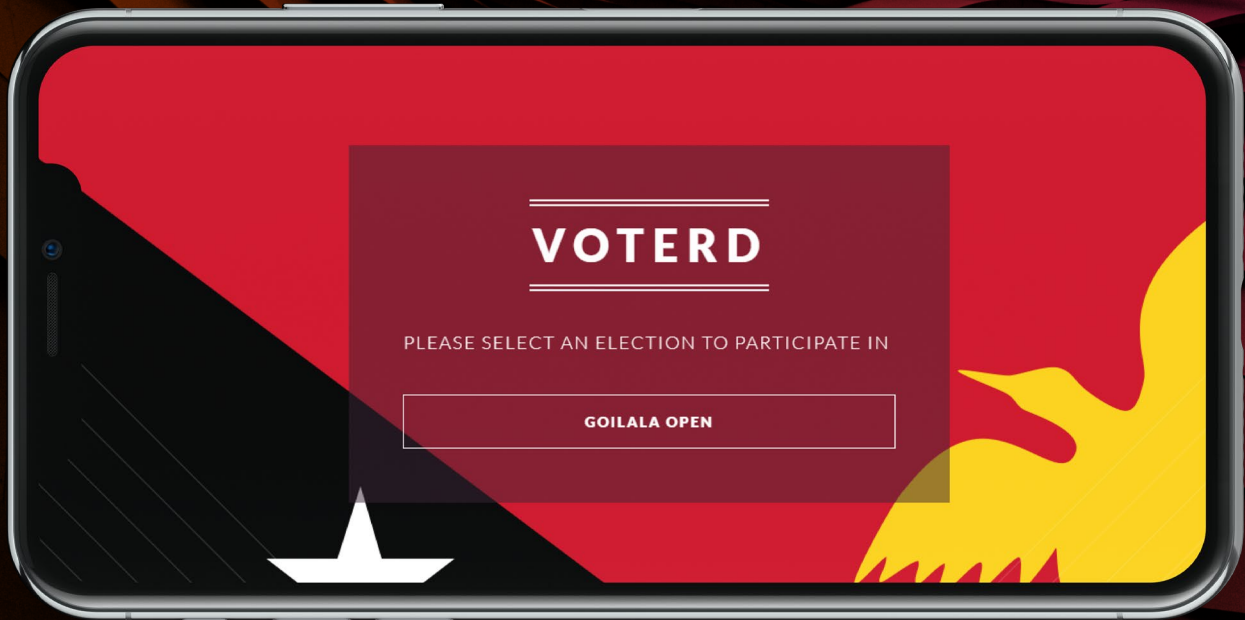 VOTERD
PLEASE SELECT AN ELECTION TO PARTICIPATE IN
GOILALA OPEN